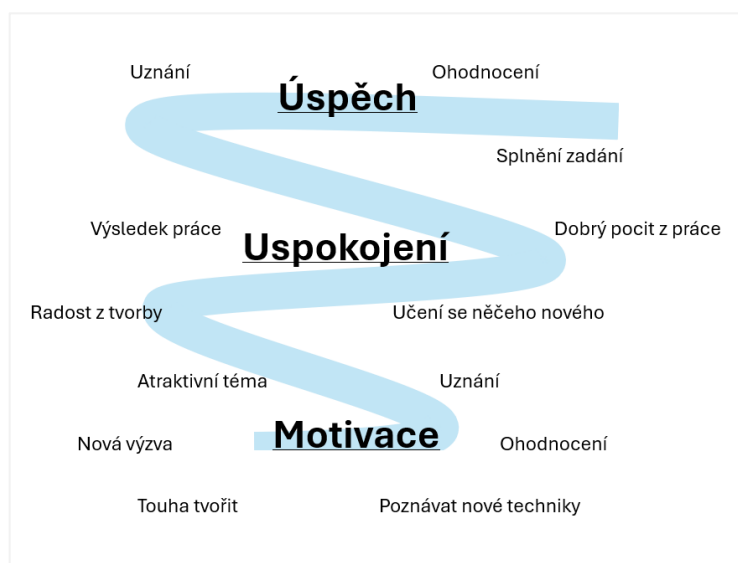 Uznání
Ohodnocení
Úspěch
Splnění zadání
Výsledek práce
Dobrý pocit z práce
Uspokojení
Radost z tvorby
Učení se něčeho nového
Atraktivní téma
Uznání
Motivace
Nová výzva
Ohodnocení
Touha tvořit
Poznávat nové techniky